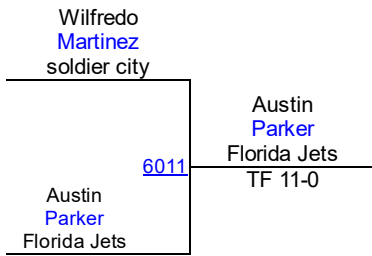 Wilfredo
Martinez
soldier city
Austin
Parker
Florida Jets
TF 11-0
6011
Austin
Parker
Florida Jets